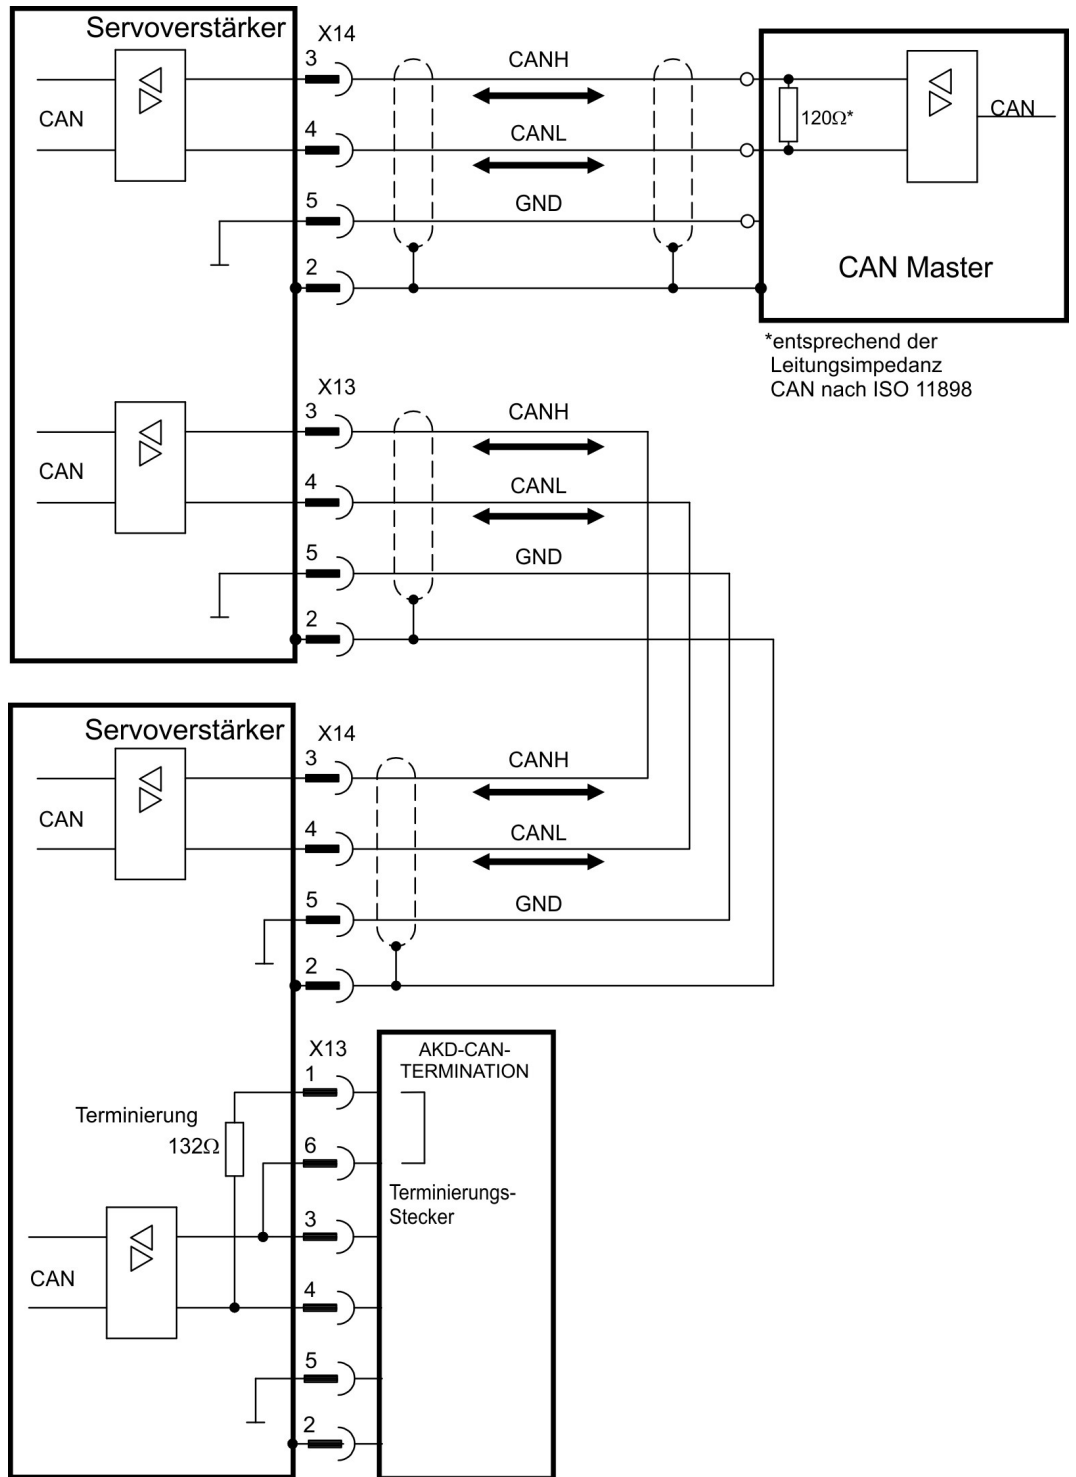 Servoverstärker
X14
3
CANH
CAN
4
CANL
120Ω*
CAN
5
GND
2
CAN Master
*entsprechend der
Leitungsimpedanz
CAN nach ISO 11898
X13
3
CANH
CAN
4
CANL
5
GND
2
Servoverstärker
X14
3
CANH
CAN
4
CANL
5
GND
2
X13
AKD-CAN-
TERMINATION
1
Terminierung
132Ω
6
Terminierungs-
Stecker
3
CAN
4
5
2